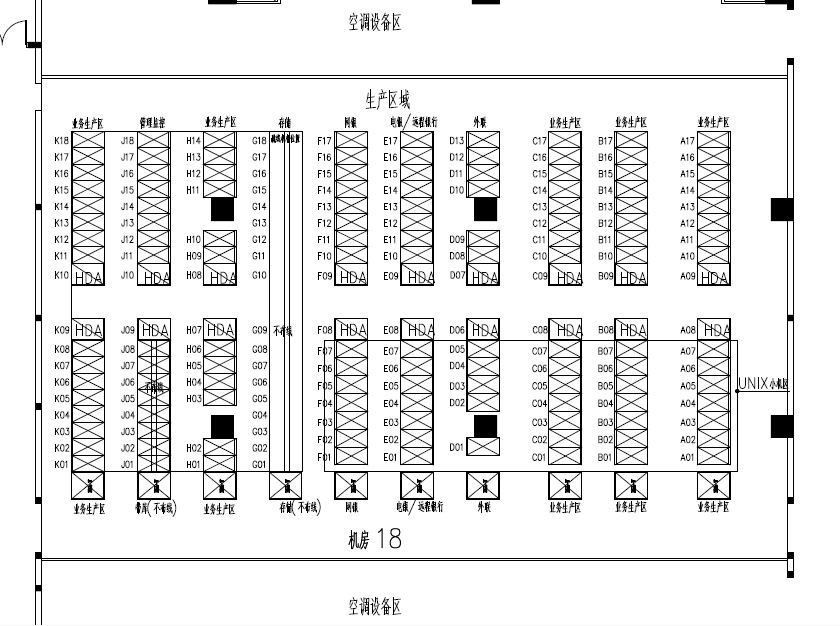 空调设备区
生产区域
业务生产区 管理监控 业务生产区 存储 网银 电银/远程银行 外联 业务生产区 业务生产区 业务生产区
K18 J18 H14 G18 F17 E17 D13 C17 B17 A17
K17 J17 H13 G17 F16 E16 D12 C16 B16 A16
K16 J16 H12 G16 F15 E15 D11 C15 B15 A15
K15 J15 H11 G15 F14 E14 D10 C14 B14 A14
K14 J14 G14 F13 E13 C13 B13 A13
K13 J13 G13 F12 E12 C12 B12 A12
K12 J12 H10 G12 F11 E11 D09 C11 B11 A11
K11 J11 H09 G11 F10 E10 D08 C10 B10 A10
K10 HDA J10 HDA H08 HDA G10 F09 HDA E09 HDA D07 HDA C09 HDA B09 HDA A09 HDA
K09 HDA J09 HDA H07 HDA G09 不布线 F08 HDA E08 HDA D06 HDA C08 HDA B08 HDA A08 HDA
K08 J08 H06 G08 F07 E07 D05 C07 B07 A07
K07 J07 H05 G07 F06 E06 D04 C06 B06 A06
K06 J06 不布线 H04 G06 F05 E05 D03 C05 B05 A05 UNIX小机区
K05 J05 H03 G05 F04 E04 D02 C04 B04 A04
K04 J04 G04 F03 E03 C03 B03 A03
K03 J03 G03 F02 E02 D01 C02 B02 A02
K02 J02 H02 G02 F01 E01 C01 B01 A01
K01 J01 H01 G01
业务生产区 带库(不布线) 业务生产区 存储(不布线) 网银 电银/远程银行 外联 业务生产区 业务生产区 业务生产区
机房 18
空调设备区